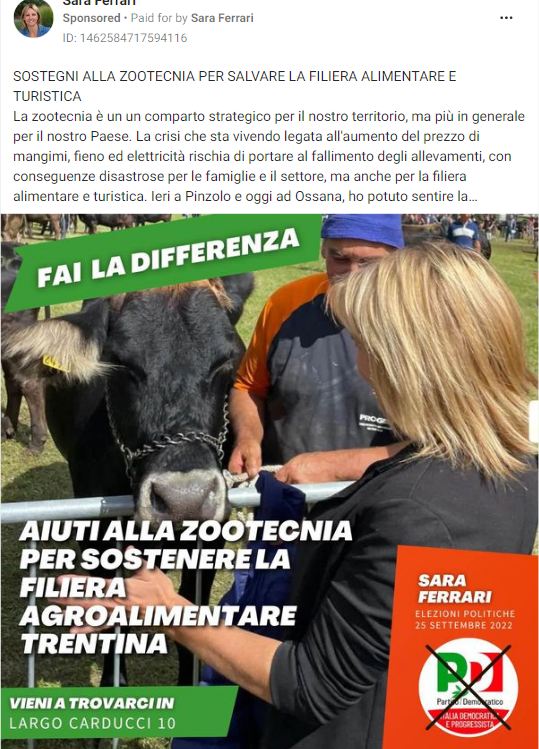 Sara Ferrari
Sponsored • Paid for by Sara Ferrari
ID: 1462584717594116
SOSTEGNI ALLA ZOOTECNIA PER SALVARE LA FILIERA ALIMENTARE E
TURISTICA
La zootecnia è un un comparto strategico per il nostro territorio, ma più in generale
per il nostro Paese. La crisi che sta vivendo legata all'aumento del prezzo di
mangimi, fieno ed elettricità rischia di portare al fallimento degli allevamenti, con
conseguenze disastrose per le famiglie e il settore, ma anche per la filiera
alimentare e turistica. Ieri a Pinzolo e oggi ad Ossana, ho potuto sentire la...
FAI LA DIFFERENZA
AIUTI ALLA ZOOTECNIA
PER SOSTENERE LA
FILIERA
AGROALIMENTARE
TRENTINA
SARA
FERRARI
ELEZIONI POLITICHE
25 SETTEMBRE 2022
PD
Partito Democratico
ITALIA DEMOCRATICA
E PROGRESSISTA
VIENI A TROVARCI IN
LARGO CARDUCCI 10